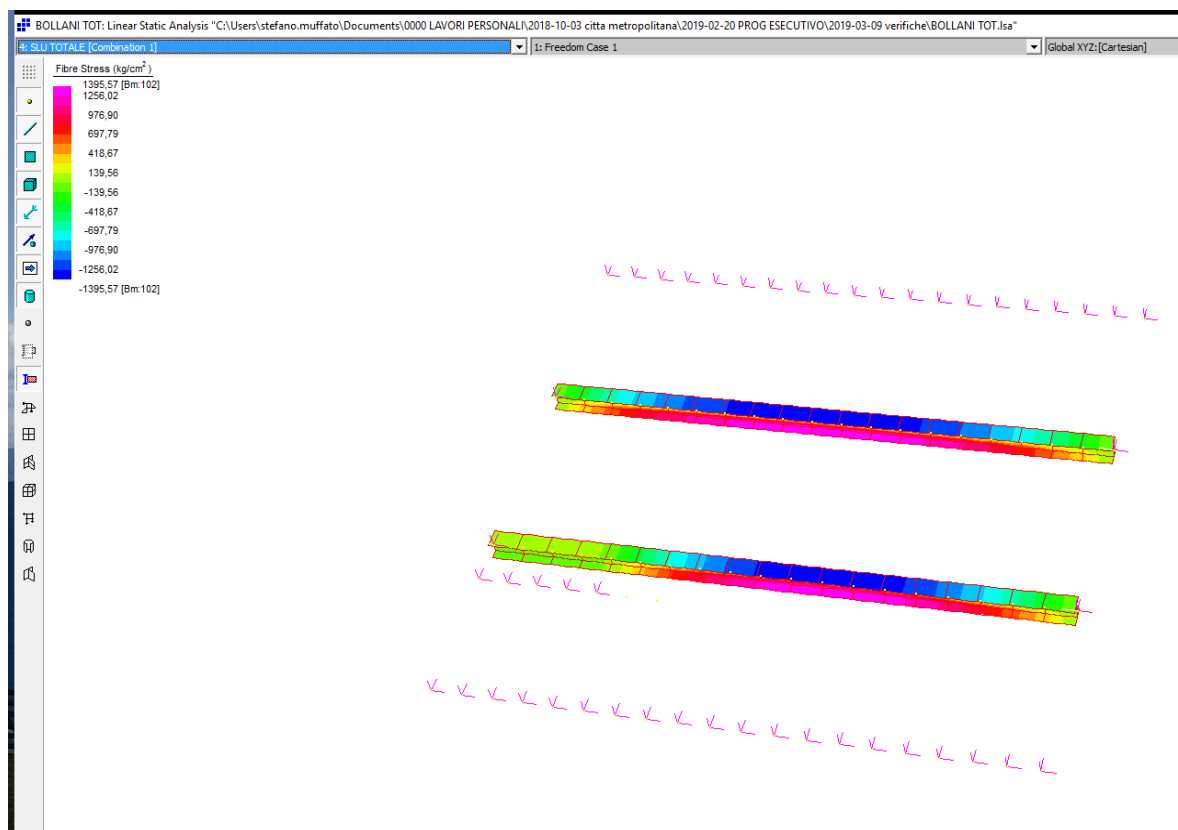 BOLLANI TOT: Linear Static Analysis "C:\Users\stefano.muffato\Documents\0000 LAVORI PERSONALI\2018-10-03 citta metropolitana\2019-02-20 PROG ESECUTIVO\2019-03-09 verifiche\BOLLANI TOT.lsa"
4: SLU TOTALE [Combination 1] 1: Freedom Case 1 Global XYZ:[Cartesian]
Fibre Stress (kg/cm²)
1395,57 [Bm:102]
1256,02
976,90
697,79
418,67
139,56
-139,56
-418,67
-697,79
-976,90
-1256,02
-1395,57 [Bm:102]